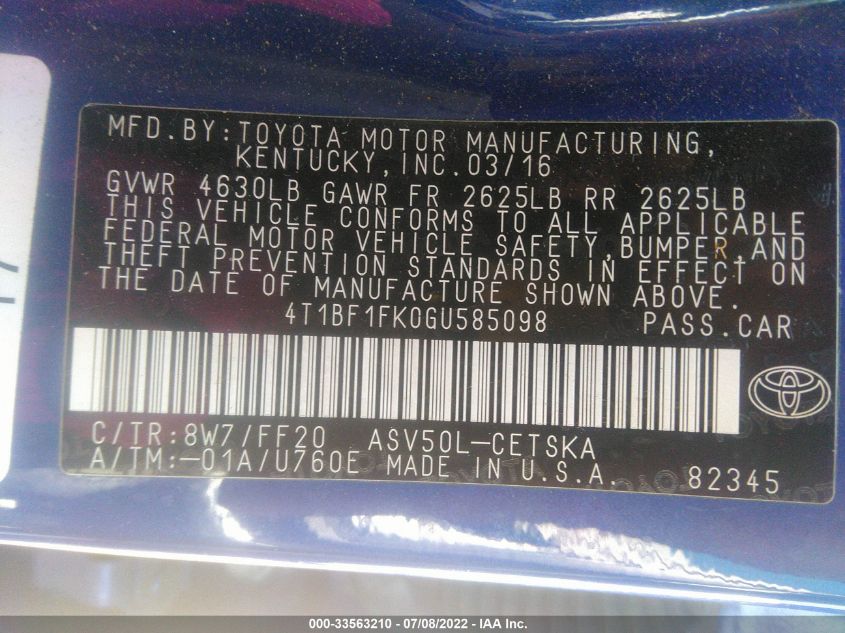 MFD.BY:TOYOTA MOTOR MANUFACTURING,
KENTUCKY,INC.03/16
GVWR 4630LB GAWR FR 2625LB RR 2625LB
THIS VEHICLE CONFORMS TO ALL APPLICABLE
FEDERAL MOTOR VEHICLE SAFETY,BUMPER,AND
THEFT PREVENTION STANDARDS IN EFFECT ON
THE DATE OF MANUFACTURE SHOWN ABOVE.
4T1BF1FK0GU585098 PASS.CAR
C/TR:8W7/FF20 ASV50L-CETSKA
A/TM:-01A/U760E MADE IN U.S.A. 82345
000-33563210 - 07/08/2022 - IAA Inc.